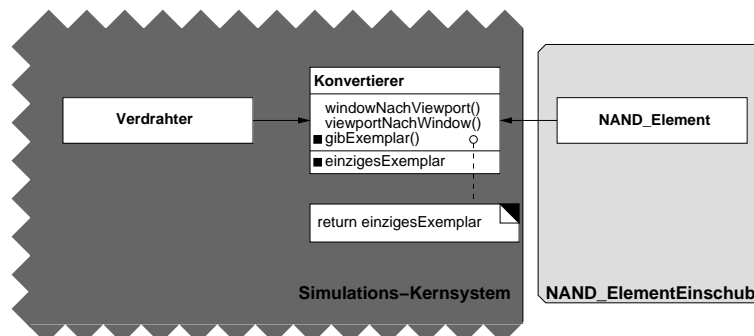 Konvertierer
windowNachViewport()
viewportNachWindow()
gibExemplar()
einzigesExemplar
Verdrahter
NAND_Element
return einzigesExemplar
Simulations–Kernsystem
NAND_ElementEinschub